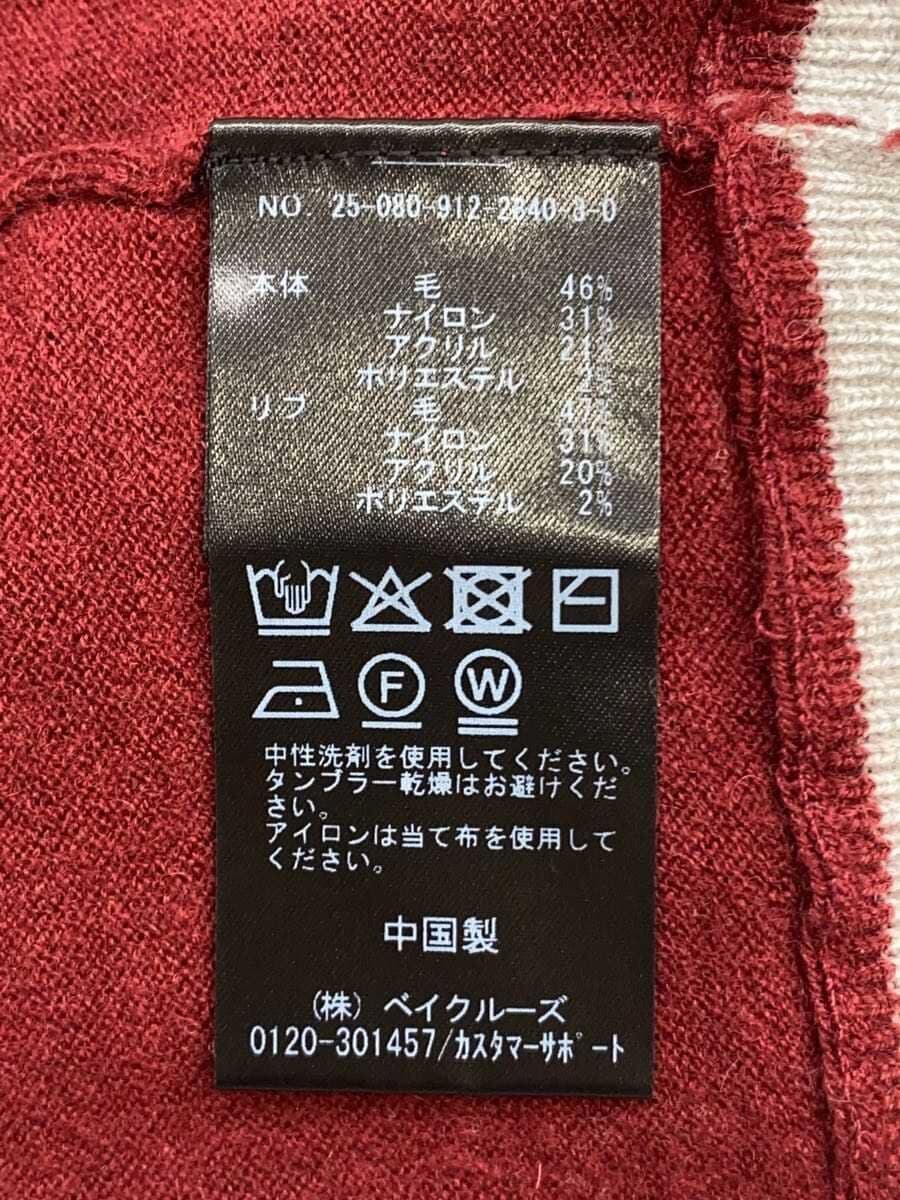 NO. 25-080-912-2840-3-0
本体 毛 46%
ナイロン 31%
アクリル 21%
ポリエステル 2%
リブ 毛 47%
ナイロン 31%
アクリル 20%
ポリエステル 2%
F W
中性洗剤を使用してください。
タンブラー乾燥はお避けくだ
さい。
アイロンは当て布を使用して
ください。
中国製
(株) ベイクルーズ
0120-301457/カスタマーサポート